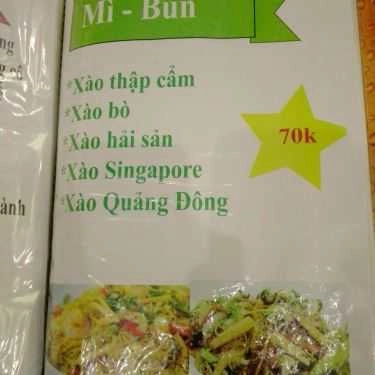 Mì - Bún
*Xào thập cẩm
*Xào bò
*Xào hải sản
70k
*Xào Singapore
*Xào Quảng Đông